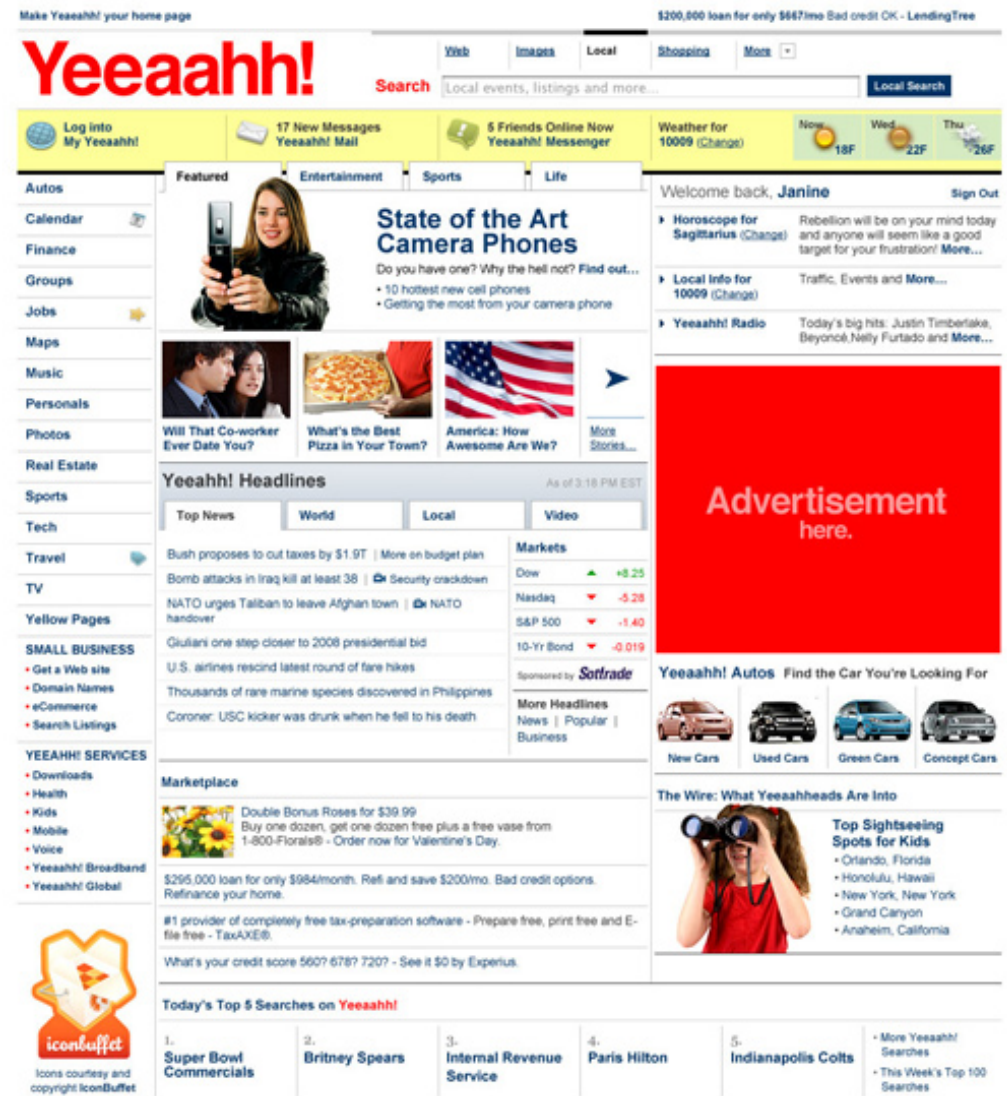 Make Yeaeahh! your home page
$200,000 loan for only $667/mo Bad credit OK - LendingTree
Yeeaahh!
Web
Images
Local
Shopping
More
Search
Local events, listings and more...
Local Search
Log into
My Yeeaahh!
17 New Messages
Yeeaahh! Mail
5 Friends Online Now
Yeeaahh! Messenger
Weather for
10009 (Change)
Now
18F
Wed
22F
Thu
26F
Autos
Calendar
Finance
Groups
Jobs
Maps
Music
Personals
Photos
Real Estate
Sports
Tech
Travel
TV
Yellow Pages
SMALL BUSINESS
• Get a Web site
• Domain Names
• eCommerce
• Search Listings
YEEAHH! SERVICES
• Downloads
• Health
• Kids
• Mobile
• Voice
• Yeeaahh! Broadband
• Yeeaahh! Global
iconbuffet
Icons courtesy and
copyright IconBuffet
Featured
Entertainment
Sports
Life
State of the Art
Camera Phones
Do you have one? Why the hell not? Find out...
• 10 hottest new cell phones
• Getting the most from your camera phone
Will That Co-worker
Ever Date You?
What's the Best
Pizza in Your Town?
America: How
Awesome Are We?
More
Stories...
Yeeahh! Headlines
As of 3:18 PM EST
Top News
World
Local
Video
Bush proposes to cut taxes by $1.9T | More on budget plan
Bomb attacks in Iraq kill at least 38 | Security crackdown
NATO urges Taliban to leave Afghan town | NATO
handover
Giuliani one step closer to 2008 presidential bid
U.S. airlines rescind latest round of fare hikes
Thousands of rare marine species discovered in Philippines
Coroner: USC kicker was drunk when he fell to his death
Markets
Dow +8.25
Nasdaq -5.28
S&P 500 -1.40
10-Yr Bond -0.019
Sponsored by Sottrade
More Headlines
News | Popular |
Business
Marketplace
Double Bonus Roses for $39.99
Buy one dozen, get one dozen free plus a free vase from
1-800-Florals® - Order now for Valentine's Day.
$295,000 loan for only $984/month. Refi and save $200/mo. Bad credit options.
Refinance your home.
#1 provider of completely free tax-preparation software - Prepare free, print free and E-
file free - TaxAXE®.
What's your credit score 560? 678? 720? - See it $0 by Experius.
Welcome back, Janine
Sign Out
Horoscope for
Sagittarius (Change)
Rebellion will be on your mind today
and anyone will seem like a good
target for your frustration! More...
Local Info for
10009 (Change)
Traffic, Events and More...
Yeeaahh! Radio
Today's big hits: Justin Timberlake,
Beyoncé,Nelly Furtado and More...
Advertisement
here.
Yeeaahh! Autos Find the Car You're Looking For
New Cars
Used Cars
Green Cars
Concept Cars
The Wire: What Yeeaahheads Are Into
Top Sightseeing
Spots for Kids
• Orlando, Florida
• Honolulu, Hawaii
• New York, New York
• Grand Canyon
• Anaheim, California
Today's Top 5 Searches on Yeeaahh!
1.
Super Bowl
Commercials
2.
Britney Spears
3.
Internal Revenue
Service
4.
Paris Hilton
5.
Indianapolis Colts
• More Yeeaahh!
Searches
• This Week's Top 100
Searches